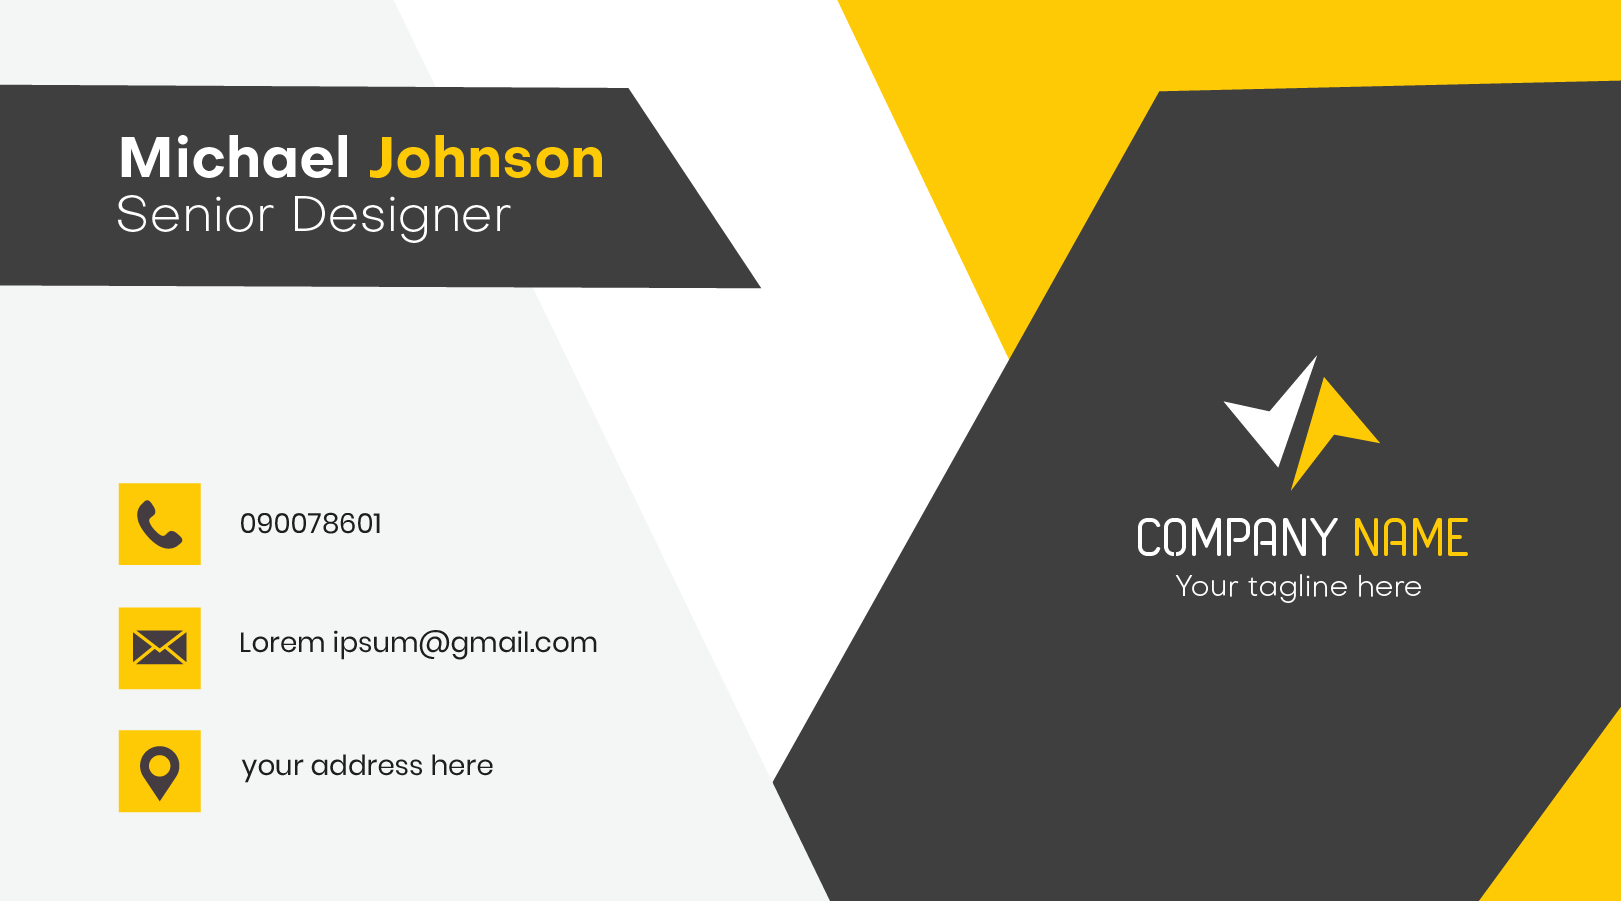 Michael Johnson
Senior Designer
090078601
Lorem ipsum@gmail.com
your address here
COMPANY NAME
Your tagline here